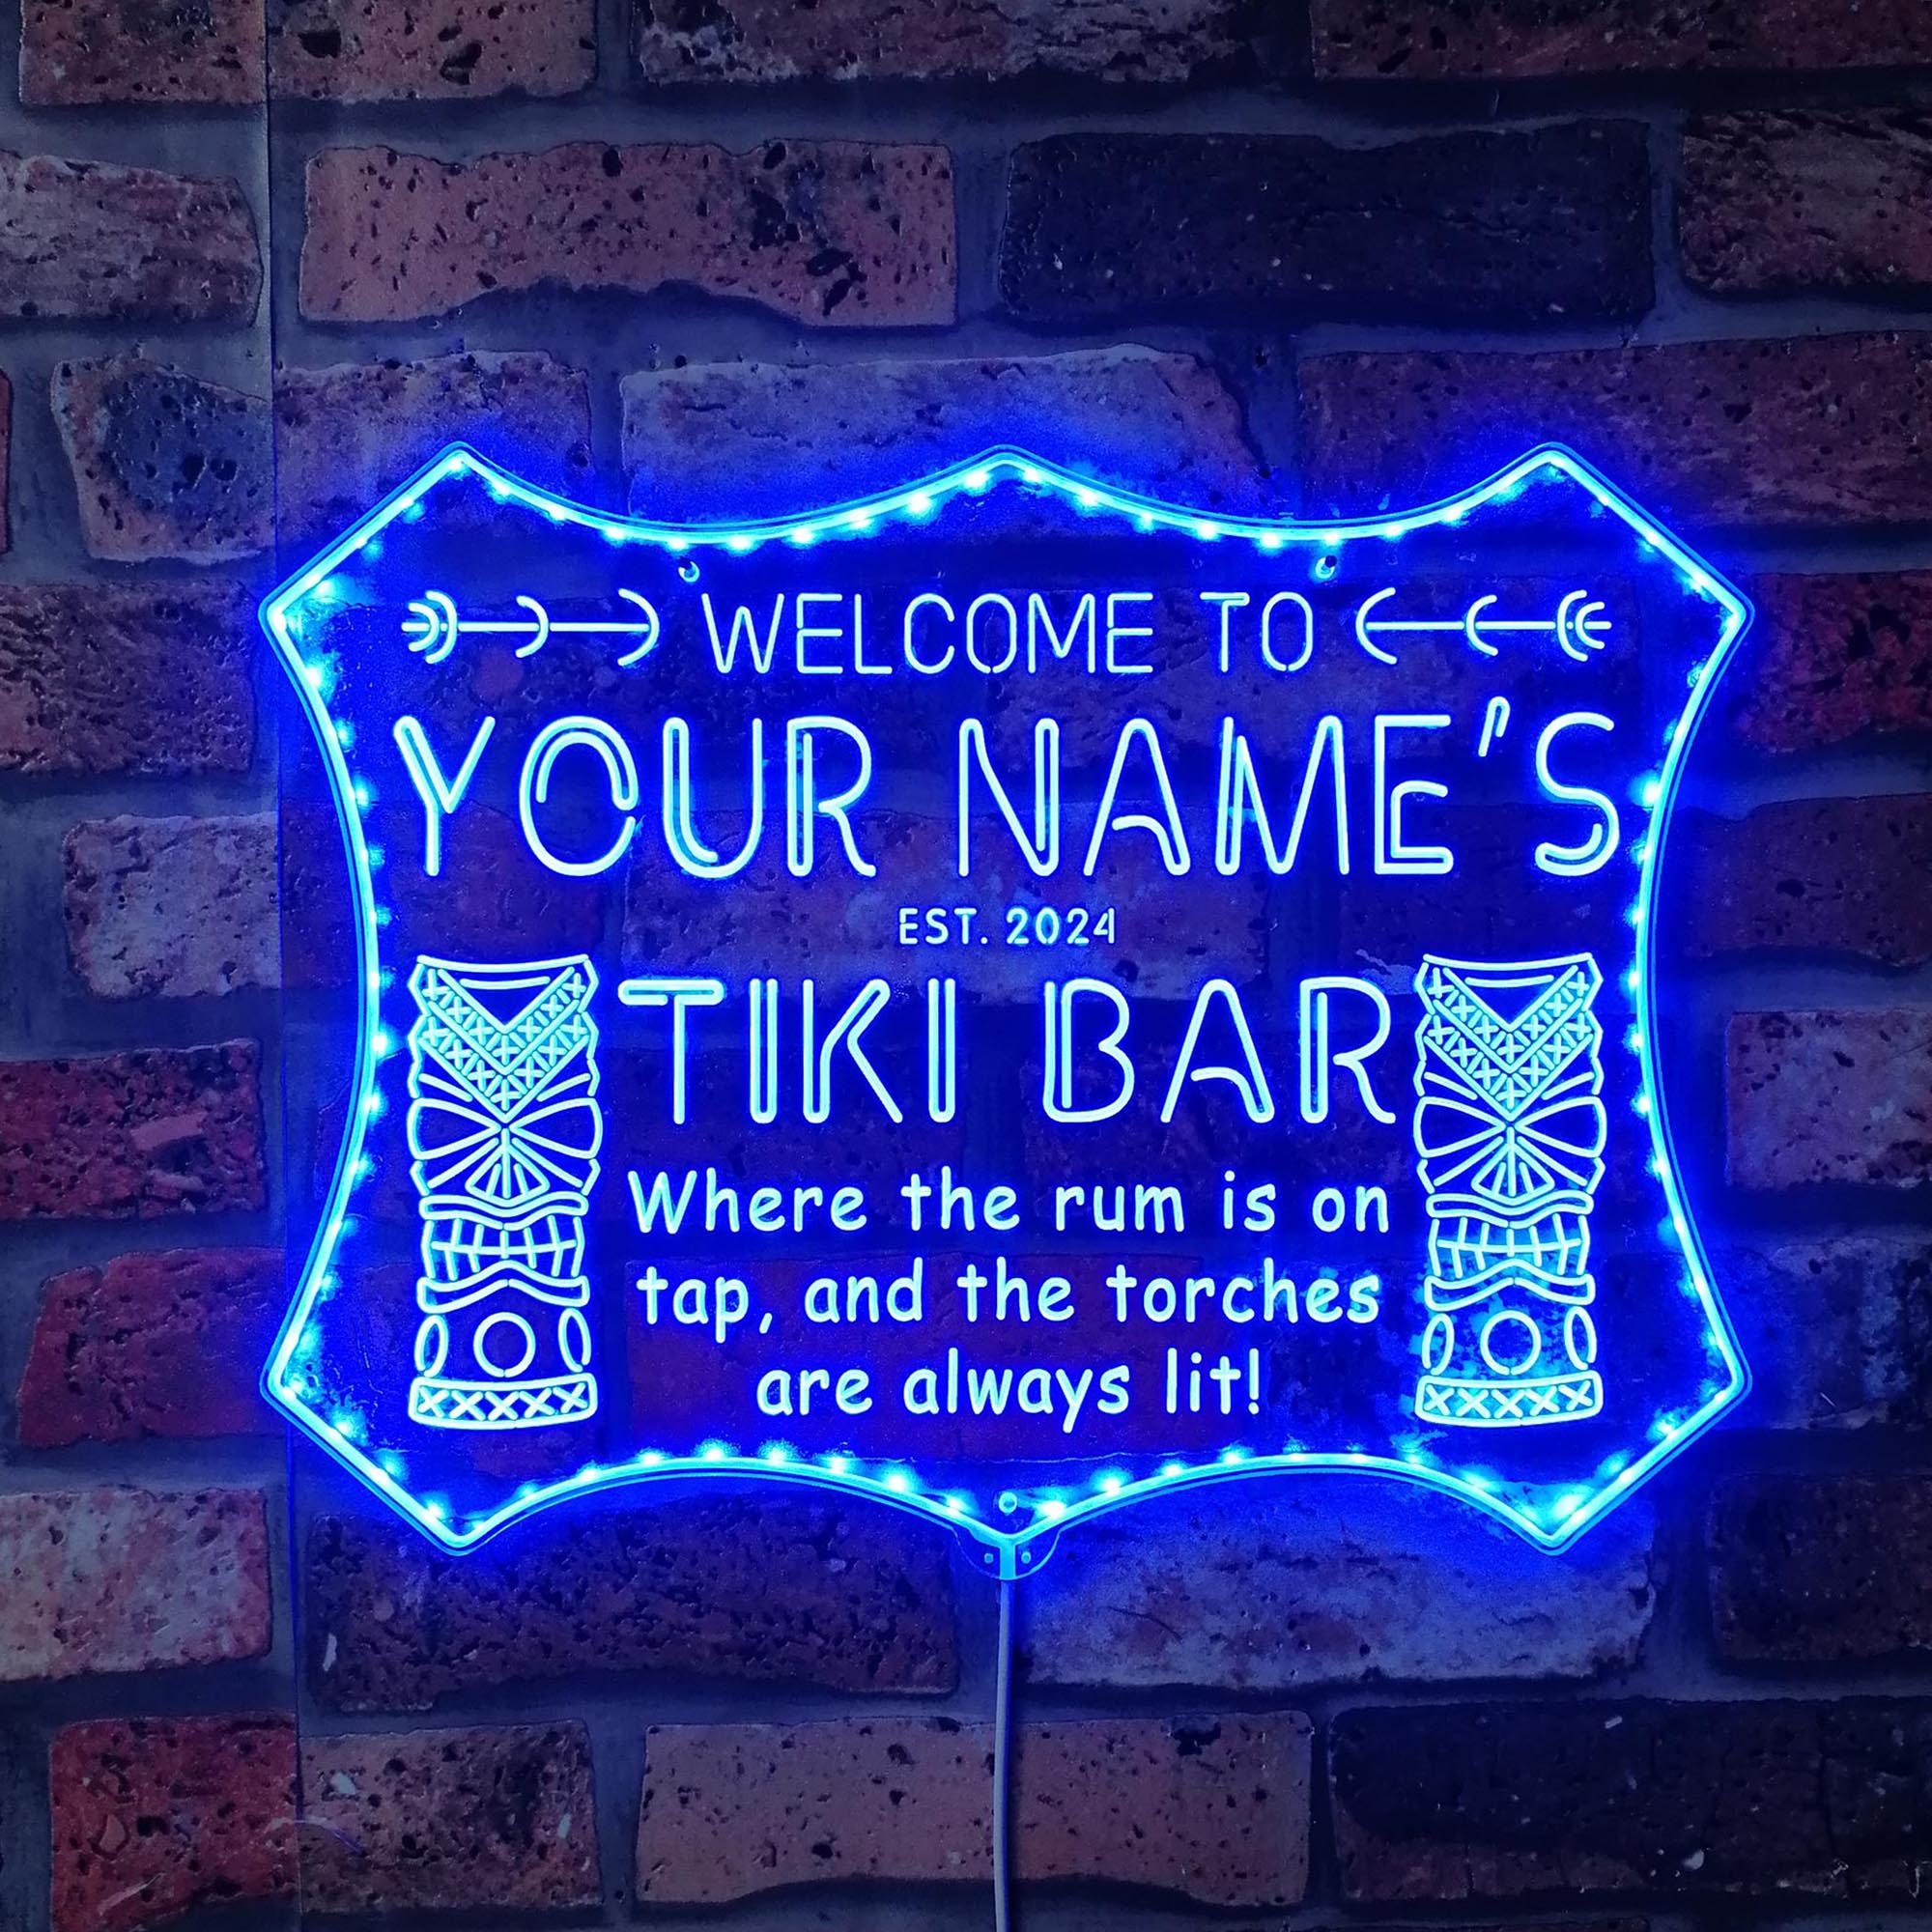 WELCOME TO
YOUR NAME'S
EST. 2024
TIKI BAR
Where the rum is on
tap, and the torches
are always lit!